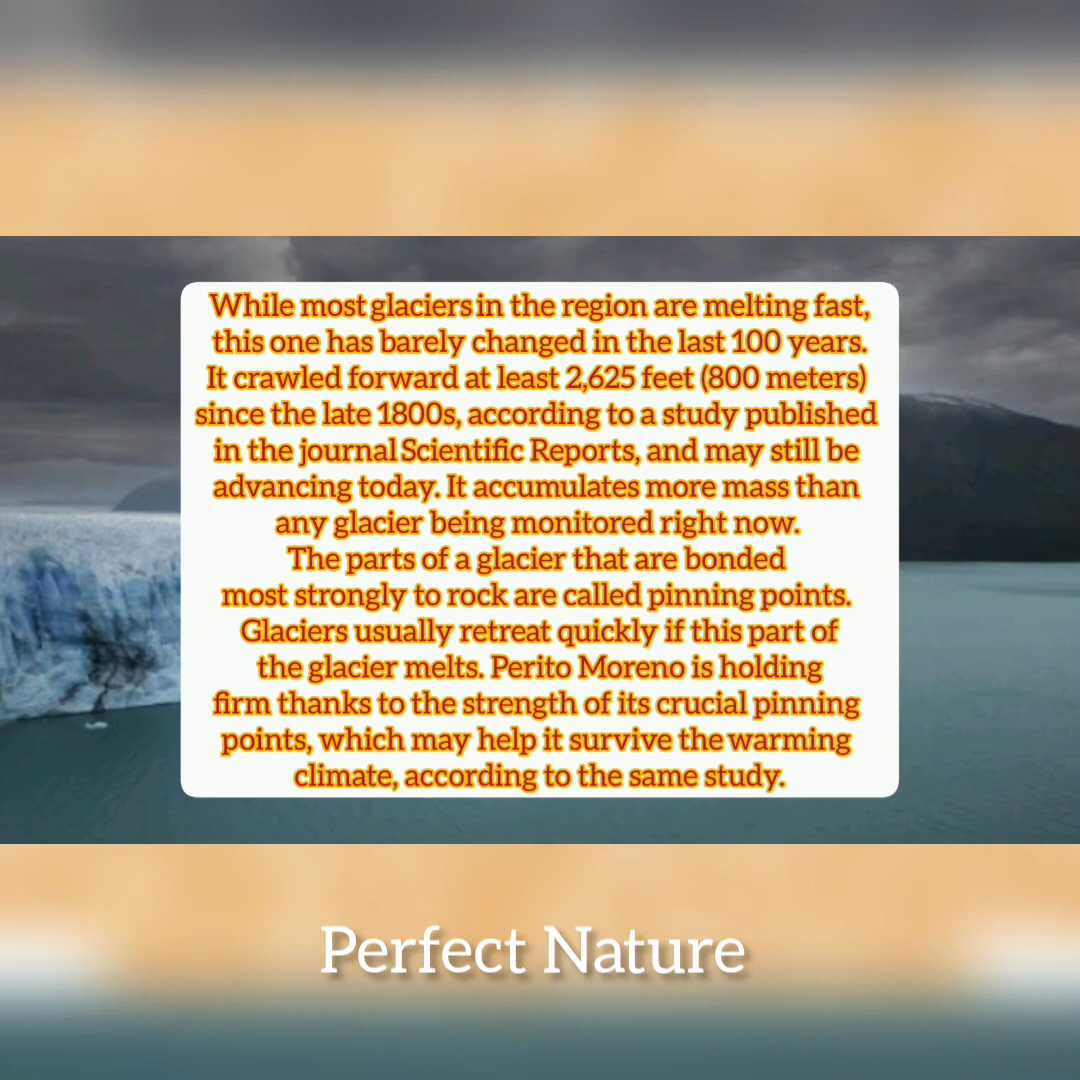 While most glaciers in the region are melting fast,
this one has barely changed in the last 100 years.
It crawled forward at least 2,625 feet (800 meters)
since the late 1800s, according to a study published
in the journal Scientific Reports, and may still be
advancing today. It accumulates more mass than
any glacier being monitored right now.
The parts of a glacier that are bonded
most strongly to rock are called pinning points.
Glaciers usually retreat quickly if this part of
the glacier melts. Perito Moreno is holding
firm thanks to the strength of its crucial pinning
points, which may help it survive the warming
climate, according to the same study.
Perfect Nature